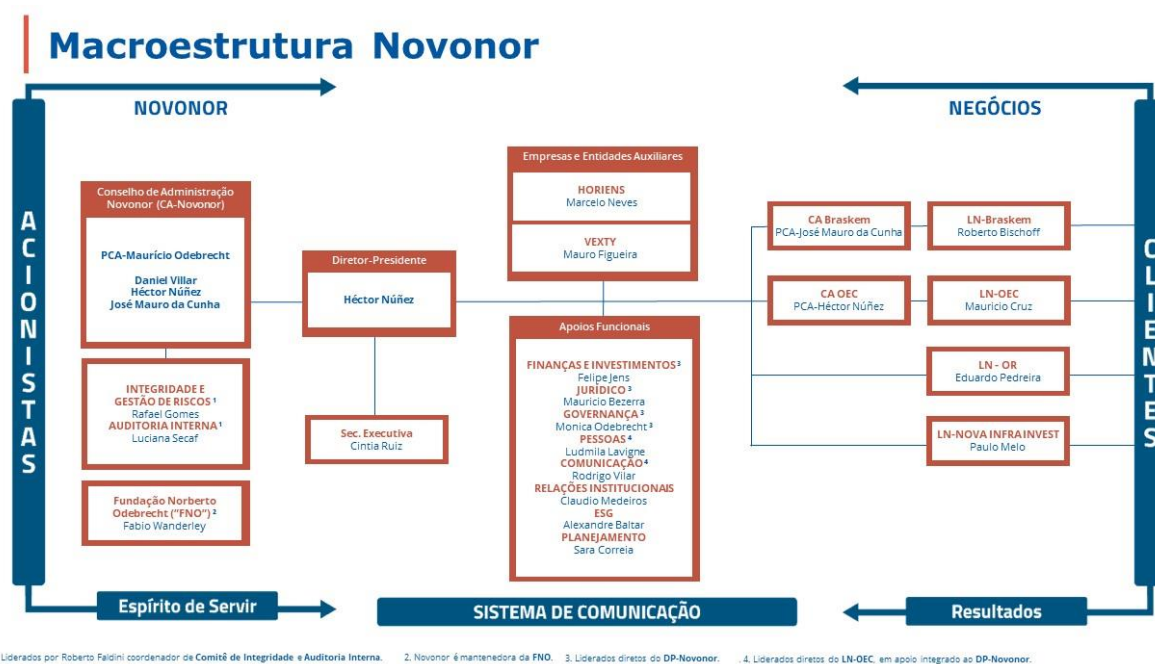 Macroestrutura Novonor
NOVONOR
NEGÓCIOS
ACIONISTAS
Conselho de Administração
Novonor (CA-Novonor)
PCA-Maurício Odebrecht
Daniel Villar
Héctor Núñez
José Mauro da Cunha
INTEGRIDADE E
GESTÃO DE RISCOS ¹
Rafael Gomes
AUDITORIA INTERNA ¹
Luciana Secaf
Fundação Norberto
Odebrecht ("FNO") ²
Fabio Wanderley
Diretor-Presidente
Héctor Núñez
Sec. Executiva
Cintia Ruiz
Empresas e Entidades Auxiliares
HORIENS
Marcelo Neves
VEXTY
Mauro Figueira
Apoios Funcionais
FINANÇAS E INVESTIMENTOS ³
Felipe Jens
JURÍDICO ³
Mauricio Bezerra
GOVERNANÇA ³
Monica Odebrecht ³
PESSOAS ⁴
Ludmila Lavigne
COMUNICAÇÃO ⁴
Rodrigo Vilar
RELAÇÕES INSTITUCIONAIS
Claudio Medeiros
ESG
Alexandre Baltar
PLANEJAMENTO
Sara Correia
CA Braskem
PCA-José Mauro da Cunha
LN-Braskem
Roberto Bischoff
CA OEC
PCA-Héctor Núñez
LN-OEC
Mauricio Cruz
LN - OR
Eduardo Pedreira
LN-NOVA INFRA INVEST
Paulo Melo
CLIENTES
Espírito de Servir
SISTEMA DE COMUNICAÇÃO
Resultados
Liderados por Roberto Faldini coordenador de Comitê de Integridade e Auditoria Interna. 2. Novonor é mantenedora da FNO. 3. Liderados diretos do DP-Novonor. . 4. Liderados diretos do LN-OEC, em apoio integrado ao DP-Novonor.